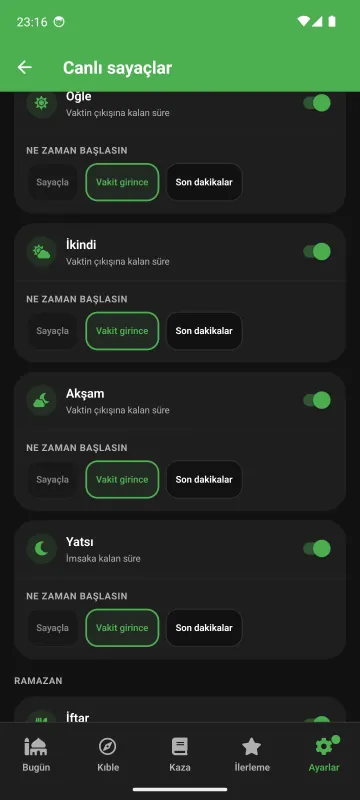 23:16
Canlı sayaçlar
Öğle
Vaktin çıkışına kalan süre
NE ZAMAN BAŞLASIN
Sayaçla Vakit girince Son dakikalar
İkindi
Vaktin çıkışına kalan süre
NE ZAMAN BAŞLASIN
Sayaçla Vakit girince Son dakikalar
Akşam
Vaktin çıkışına kalan süre
NE ZAMAN BAŞLASIN
Sayaçla Vakit girince Son dakikalar
Yatsı
İmsaka kalan süre
NE ZAMAN BAŞLASIN
Sayaçla Vakit girince Son dakikalar
RAMAZAN
İftar
Bugün Kıble Kaza İlerleme Ayarlar